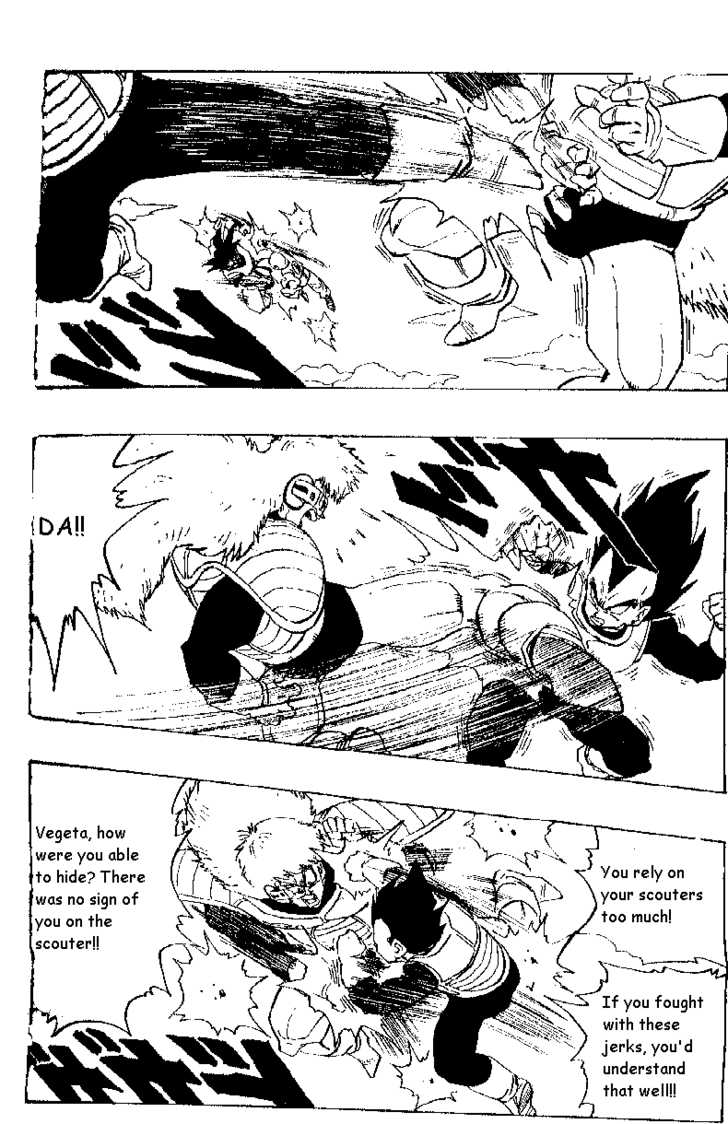 DA!!
Vegeta, how
were you able
to hide? There
was no sign of
you on the
scouter!!
You rely on
your scouters
too much!
If you fought
with these
jerks, you'd
understand
that well!!